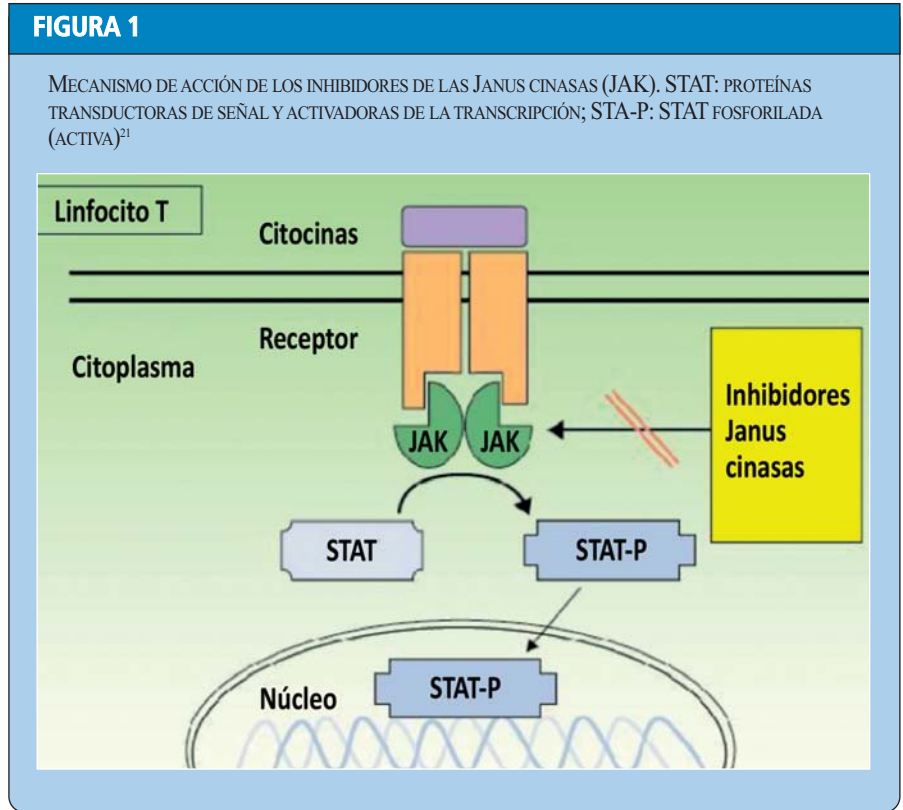 FIGURA 1
MECANISMO DE ACCIÓN DE LOS INHIBIDORES DE LAS JANUS CINASAS (JAK). STAT: PROTEÍNAS
TRANSDUCTORAS DE SEÑAL Y ACTIVADORAS DE LA TRANSCRIPCIÓN; STA-P: STAT FOSFORILADA
(ACTIVA)²¹
Linfocito T
Citocinas
Receptor
Citoplasma
Inhibidores
Janus
cinasas
JAK JAK
STAT
STAT-P
STAT-P
Núcleo